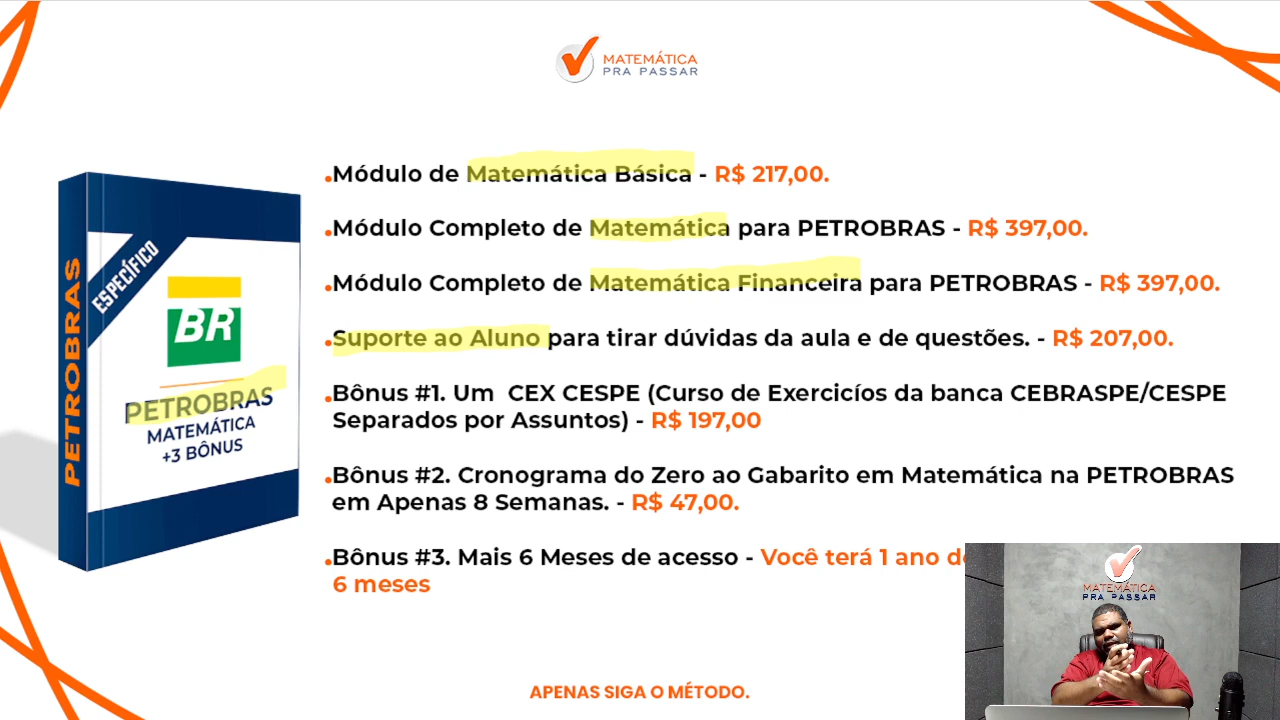 MATEMÁTICA
PRA PASSAR
Módulo de Matemática Básica - R$ 217,00.
Módulo Completo de Matemática para PETROBRAS - R$ 397,00.
Módulo Completo de Matemática Financeira para PETROBRAS - R$ 397,00.
Suporte ao Aluno para tirar dúvidas da aula e de questões. - R$ 207,00.
Bônus #1. Um CEX CESPE (Curso de Exercicíos da banca CEBRASPE/CESPE
Separados por Assuntos) - R$ 197,00
Bônus #2. Cronograma do Zero ao Gabarito em Matemática na PETROBRAS
em Apenas 8 Semanas. - R$ 47,00.
Bônus #3. Mais 6 Meses de acesso - Você terá 1 ano
6 meses
PETROBRAS
ESPECÍFICO
BR
PETROBRAS
MATEMÁTICA
+3 BÔNUS
MATEMÁTICA
PRA PASSAR
APENAS SIGA O MÉTODO.